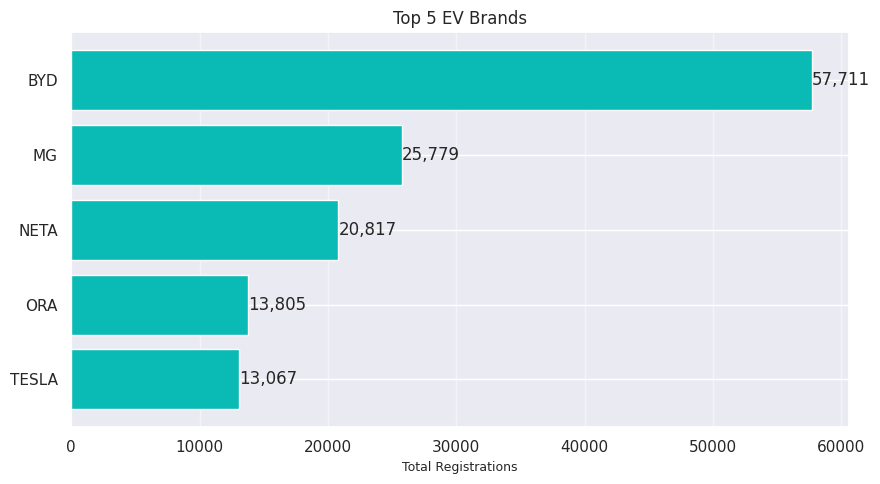 Top 5 EV Brands
BYD 57,711
MG 25,779
NETA 20,817
ORA 13,805
TESLA 13,067
0 10000 20000 30000 40000 50000 60000
Total Registrations